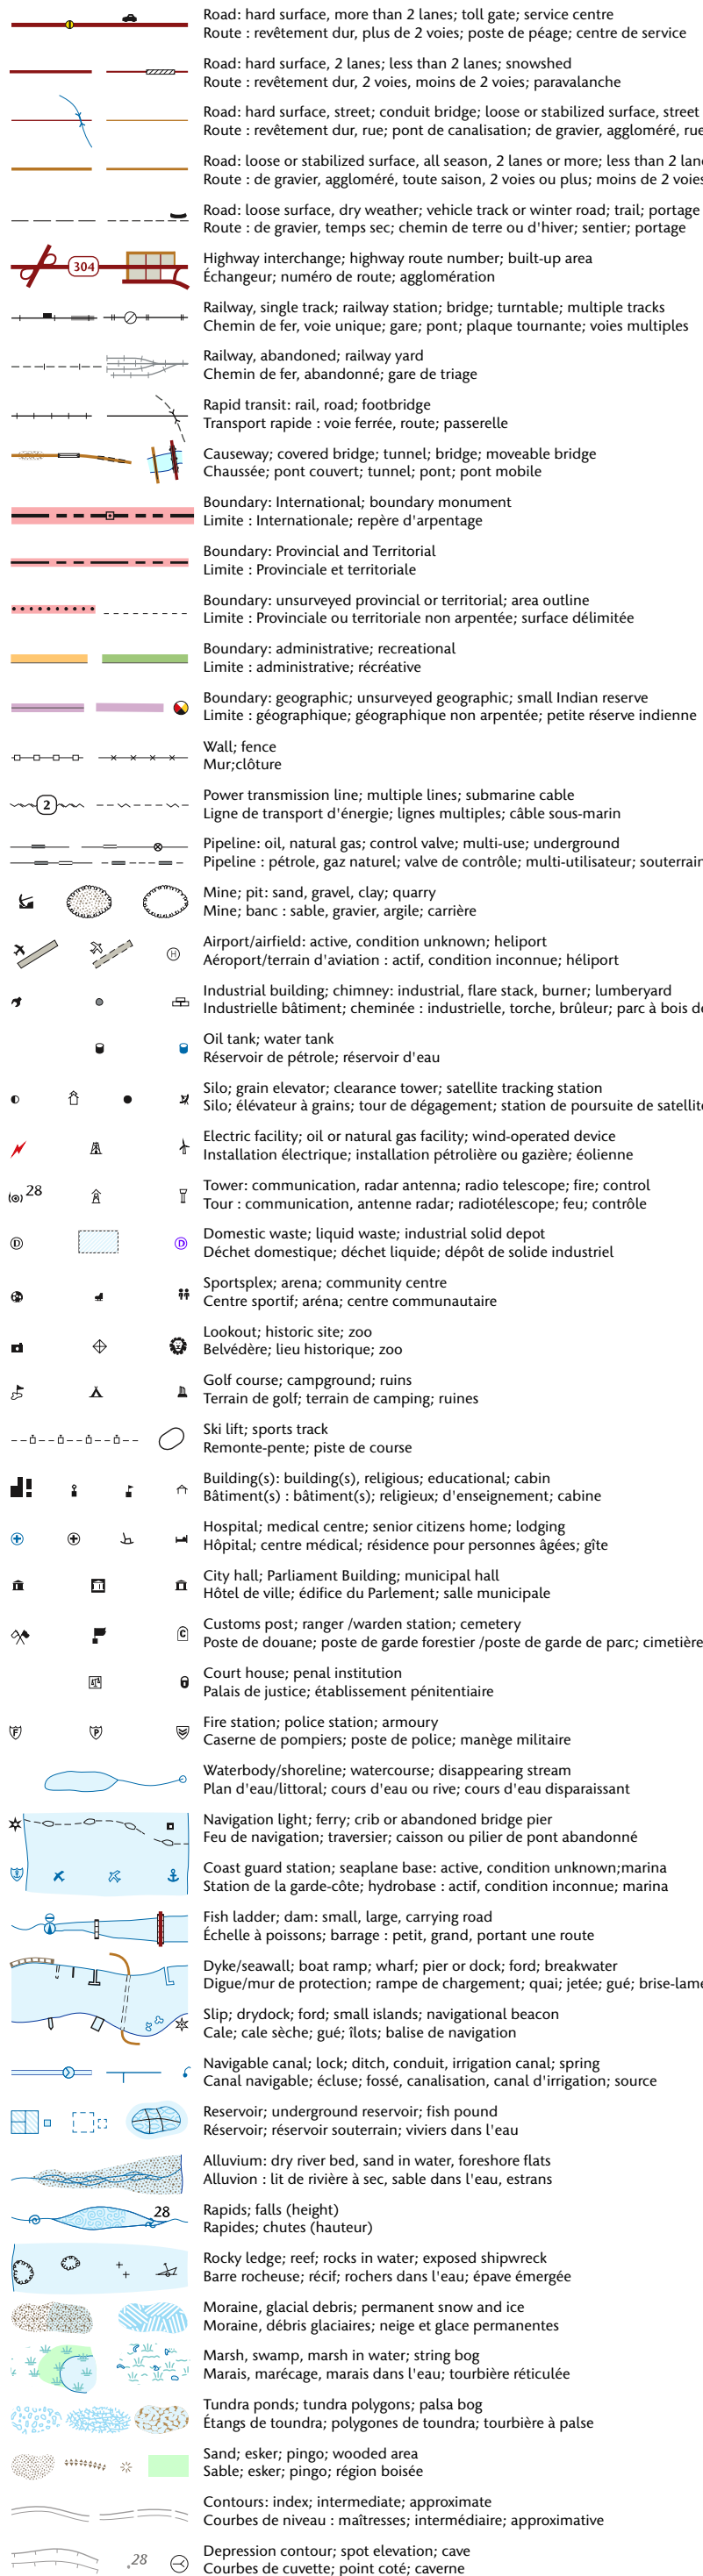 Road: hard surface, more than 2 lanes; toll gate; service centre
Route : revêtement dur, plus de 2 voies; poste de péage; centre de service
Road: hard surface, 2 lanes; less than 2 lanes; snowshed
Route : revêtement dur, 2 voies, moins de 2 voies; paravalanche
Road: hard surface, street; conduit bridge; loose or stabilized surface, street
Route : revêtement dur, rue; pont de canalisation; de gravier, aggloméré, rue
Road: loose or stabilized surface, all season, 2 lanes or more; less than 2 lan
Route : de gravier, aggloméré, toute saison, 2 voies ou plus; moins de 2 voies
Road: loose surface, dry weather; vehicle track or winter road; trail; portage
Route : de gravier, temps sec; chemin de terre ou d'hiver; sentier; portage
304
Highway interchange; highway route number; built-up area
Échangeur; numéro de route; agglomération
Railway, single track; railway station; bridge; turntable; multiple tracks
Chemin de fer, voie unique; gare; pont; plaque tournante; voies multiples
Railway, abandoned; railway yard
Chemin de fer, abandonné; gare de triage
Rapid transit: rail, road; footbridge
Transport rapide : voie ferrée, route; passerelle
Causeway; covered bridge; tunnel; bridge; moveable bridge
Chaussée; pont couvert; tunnel; pont; pont mobile
Boundary: International; boundary monument
Limite : Internationale; repère d'arpentage
Boundary: Provincial and Territorial
Limite : Provinciale et territoriale
Boundary: unsurveyed provincial or territorial; area outline
Limite : Provinciale ou territoriale non arpentée; surface délimitée
Boundary: administrative; recreational
Limite : administrative; récréative
Boundary: geographic; unsurveyed geographic; small Indian reserve
Limite : géographique; géographique non arpentée; petite réserve indienne
Wall; fence
Mur;clôture
2
Power transmission line; multiple lines; submarine cable
Ligne de transport d'énergie; lignes multiples; câble sous-marin
Pipeline: oil, natural gas; control valve; multi-use; underground
Pipeline : pétrole, gaz naturel; valve de contrôle; multi-utilisateur; souterrain
Mine; pit: sand, gravel, clay; quarry
Mine; banc : sable, gravier, argile; carrière
H
Airport/airfield: active, condition unknown; heliport
Aéroport/terrain d'aviation : actif, condition inconnue; héliport
Industrial building; chimney: industrial, flare stack, burner; lumberyard
Industrielle bâtiment; cheminée : industrielle, torche, brûleur; parc à bois de
Oil tank; water tank
Réservoir de pétrole; réservoir d'eau
Silo; grain elevator; clearance tower; satellite tracking station
Silo; élévateur à grains; tour de dégagement; station de poursuite de satellite
Electric facility; oil or natural gas facility; wind-operated device
Installation électrique; installation pétrolière ou gazière; éolienne
28
Tower: communication, radar antenna; radio telescope; fire; control
Tour : communication, antenne radar; radiotélescope; feu; contrôle
D D
Domestic waste; liquid waste; industrial solid depot
Déchet domestique; déchet liquide; dépôt de solide industriel
Sportsplex; arena; community centre
Centre sportif; aréna; centre communautaire
Lookout; historic site; zoo
Belvédère; lieu historique; zoo
Golf course; campground; ruins
Terrain de golf; terrain de camping; ruines
Ski lift; sports track
Remonte-pente; piste de course
Building(s): building(s), religious; educational; cabin
Bâtiment(s) : bâtiment(s); religieux; d'enseignement; cabine
Hospital; medical centre; senior citizens home; lodging
Hôpital; centre médical; résidence pour personnes âgées; gîte
City hall; Parliament Building; municipal hall
Hôtel de ville; édifice du Parlement; salle municipale
C
Customs post; ranger /warden station; cemetery
Poste de douane; poste de garde forestier /poste de garde de parc; cimetière
Court house; penal institution
Palais de justice; établissement pénitentiaire
F P
Fire station; police station; armoury
Caserne de pompiers; poste de police; manège militaire
Waterbody/shoreline; watercourse; disappearing stream
Plan d'eau/littoral; cours d'eau ou rive; cours d'eau disparaissant
Navigation light; ferry; crib or abandoned bridge pier
Feu de navigation; traversier; caisson ou pilier de pont abandonné
Coast guard station; seaplane base: active, condition unknown;marina
Station de la garde-côte; hydrobase : actif, condition inconnue; marina
Fish ladder; dam: small, large, carrying road
Échelle à poissons; barrage : petit, grand, portant une route
Dyke/seawall; boat ramp; wharf; pier or dock; ford; breakwater
Digue/mur de protection; rampe de chargement; quai; jetée; gué; brise-lame
Slip; drydock; ford; small islands; navigational beacon
Cale; cale sèche; gué; îlots; balise de navigation
Navigable canal; lock; ditch, conduit, irrigation canal; spring
Canal navigable; écluse; fossé, canalisation, canal d'irrigation; source
Reservoir; underground reservoir; fish pound
Réservoir; réservoir souterrain; viviers dans l'eau
Alluvium: dry river bed, sand in water, foreshore flats
Alluvion : lit de rivière à sec, sable dans l'eau, estrans
28
Rapids; falls (height)
Rapides; chutes (hauteur)
Rocky ledge; reef; rocks in water; exposed shipwreck
Barre rocheuse; récif; rochers dans l'eau; épave émergée
Moraine, glacial debris; permanent snow and ice
Moraine, débris glaciaires; neige et glace permanentes
Marsh, swamp, marsh in water; string bog
Marais, marécage, marais dans l'eau; tourbière réticulée
Tundra ponds; tundra polygons; palsa bog
Étangs de toundra; polygones de toundra; tourbière à palse
Sand; esker; pingo; wooded area
Sable; esker; pingo; région boisée
Contours: index; intermediate; approximate
Courbes de niveau : maîtresses; intermédiaire; approximative
.28
Depression contour; spot elevation; cave
Courbes de cuvette; point coté; caverne